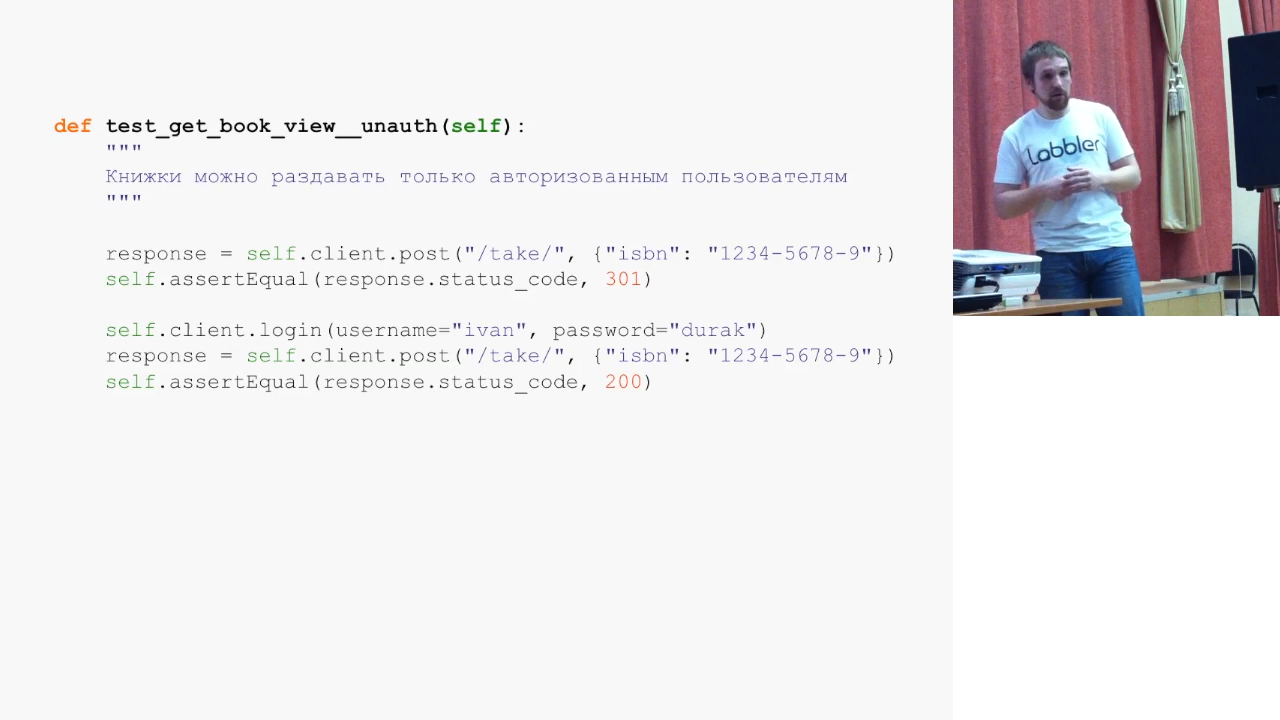 def test_get_book_view__unauth(self):
"""
Книжки можно раздавать только авторизованным пользователям
"""
response = self.client.post("/take/", {"isbn": "1234-5678-9"})
self.assertEqual(response.status_code, 301)
self.client.login(username="ivan", password="durak")
response = self.client.post("/take/", {"isbn": "1234-5678-9"})
self.assertEqual(response.status_code, 200)
Labbler